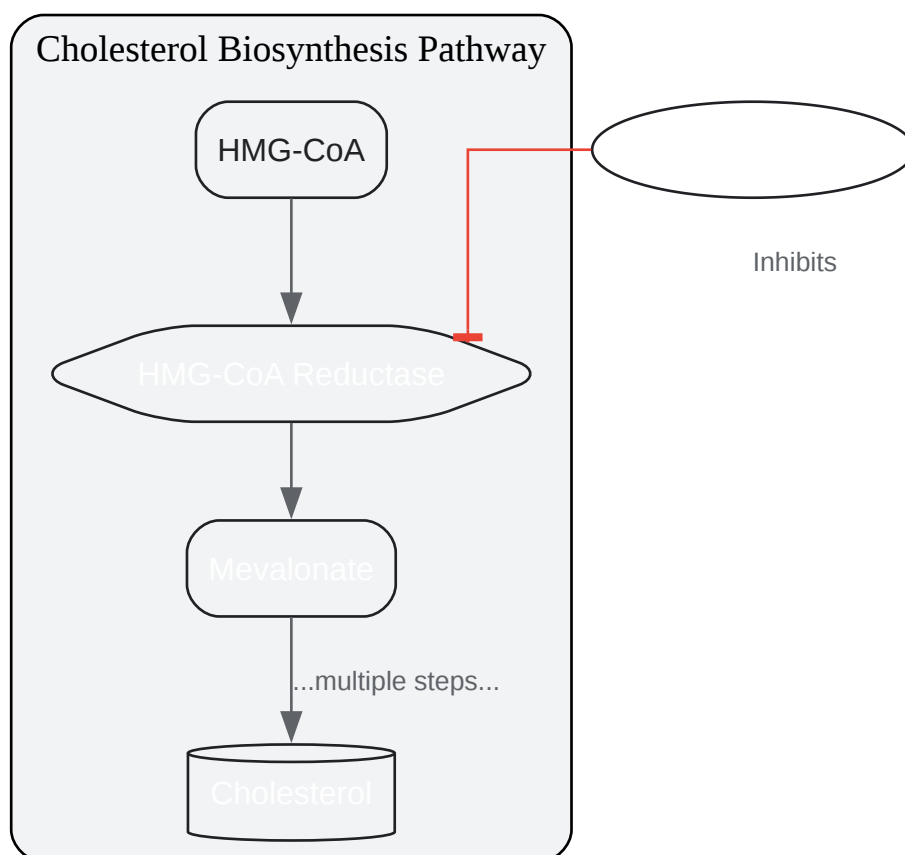 Cholesterol Biosynthesis Pathway
HMG-CoA
Inhibits
HMG-CoA Reductase
Mevalonate
...multiple steps...
Cholesterol